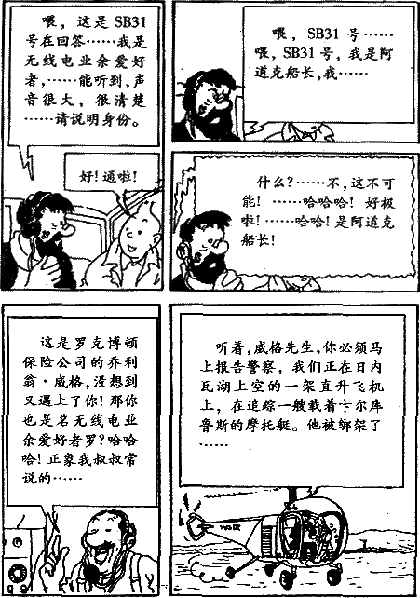 喂，这是SB31
号在回答……我是
无线电业余爱好
者，……能听到，声
音很大，很清楚
……请说明身份。
好！通啦！
喂，SB31号……
喂，SB31号，我是阿
道克船长，我……
什么？……不，这不可
能！……哈哈哈！好极
啦！……哈哈！是阿道克
船长！
这是罗克博顿
保险公司的乔利
翁·威格，没想到
又遇上了你！那你
也是名无线电业
余爱好者罗？哈哈
哈！正象我叔叔常
说的……
听着，威格先生，你必须马
上报告警察，我们正在日内
瓦湖上空的一架直升飞机
上，在追综一艘载着卡尔库
鲁斯的摩托艇。他被绑架了
……